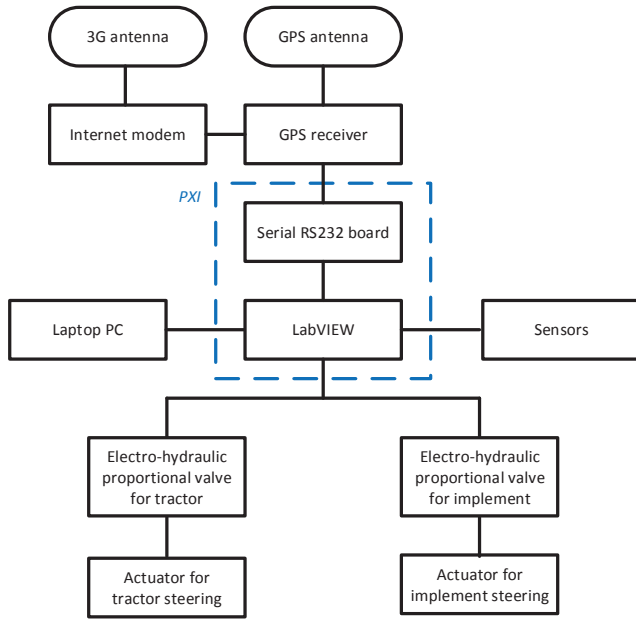 3G antenna
GPS antenna
Internet modem
GPS receiver
PXI
Serial RS232 board
Laptop PC
LabVIEW
Sensors
Electro-hydraulic
proportional valve
for tractor
Electro-hydraulic
proportional valve
for implement
Actuator for
tractor steering
Actuator for
implement steering